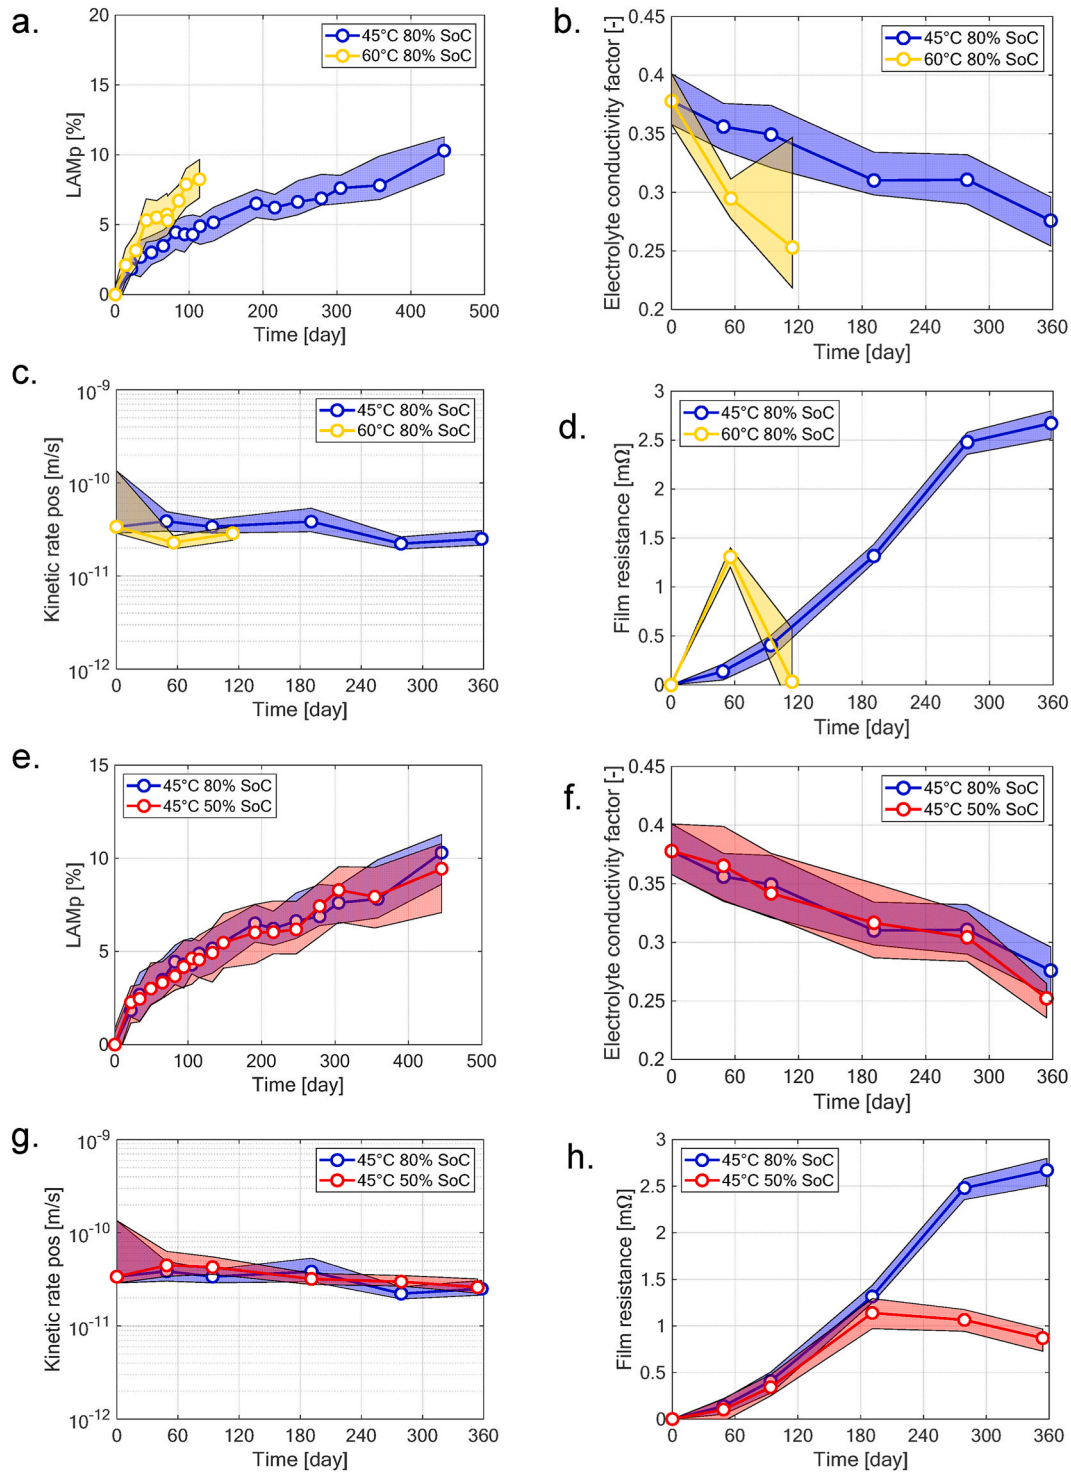 a.
20
15
10
5
0
LAMp [%]
45°C 80% SoC
60°C 80% SoC
0 100 200 300 400 500
Time [day]
b.
0.45
0.4
0.35
0.3
0.25
0.2
Electrolyte conductivity factor [-]
45°C 80% SoC
60°C 80% SoC
0 60 120 180 240 300 360
Time [day]
c.
10-9
10-10
10-11
10-12
Kinetic rate pos [m/s]
45°C 80% SoC
60°C 80% SoC
0 60 120 180 240 300 360
Time [day]
d.
3
2.5
2
1.5
1
0.5
0
Film resistance [mΩ]
45°C 80% SoC
60°C 80% SoC
0 60 120 180 240 300 360
Time [day]
e.
15
10
5
0
LAMp [%]
45°C 80% SoC
45°C 50% SoC
0 100 200 300 400 500
Time [day]
f.
0.45
0.4
0.35
0.3
0.25
0.2
Electrolyte conductivity factor [-]
45°C 80% SoC
45°C 50% SoC
0 60 120 180 240 300 360
Time [day]
g.
10-9
10-10
10-11
10-12
Kinetic rate pos [m/s]
45°C 80% SoC
45°C 50% SoC
0 60 120 180 240 300 360
Time [day]
h.
3
2.5
2
1.5
1
0.5
0
Film resistance [mΩ]
45°C 80% SoC
45°C 50% SoC
0 60 120 180 240 300 360
Time [day]